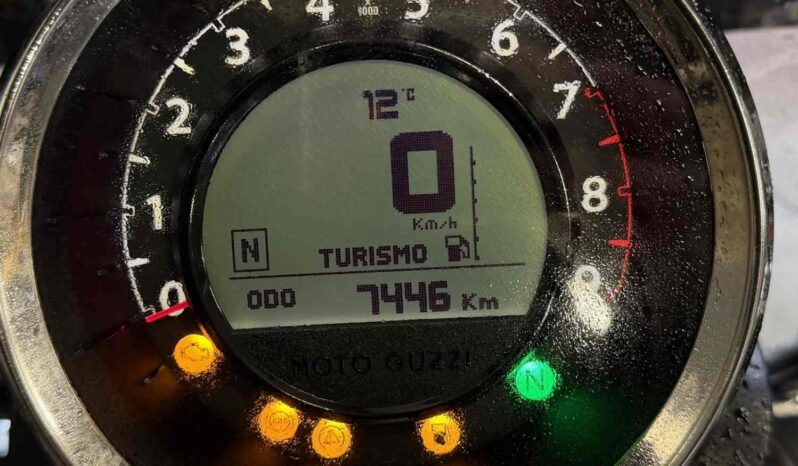 4
5
1000
3
6
2
7
1
8
0
9
12 °C
0
Km/h
N
TURISMO
ODO 7446 Km
MOTO GUZZI
ABS
N